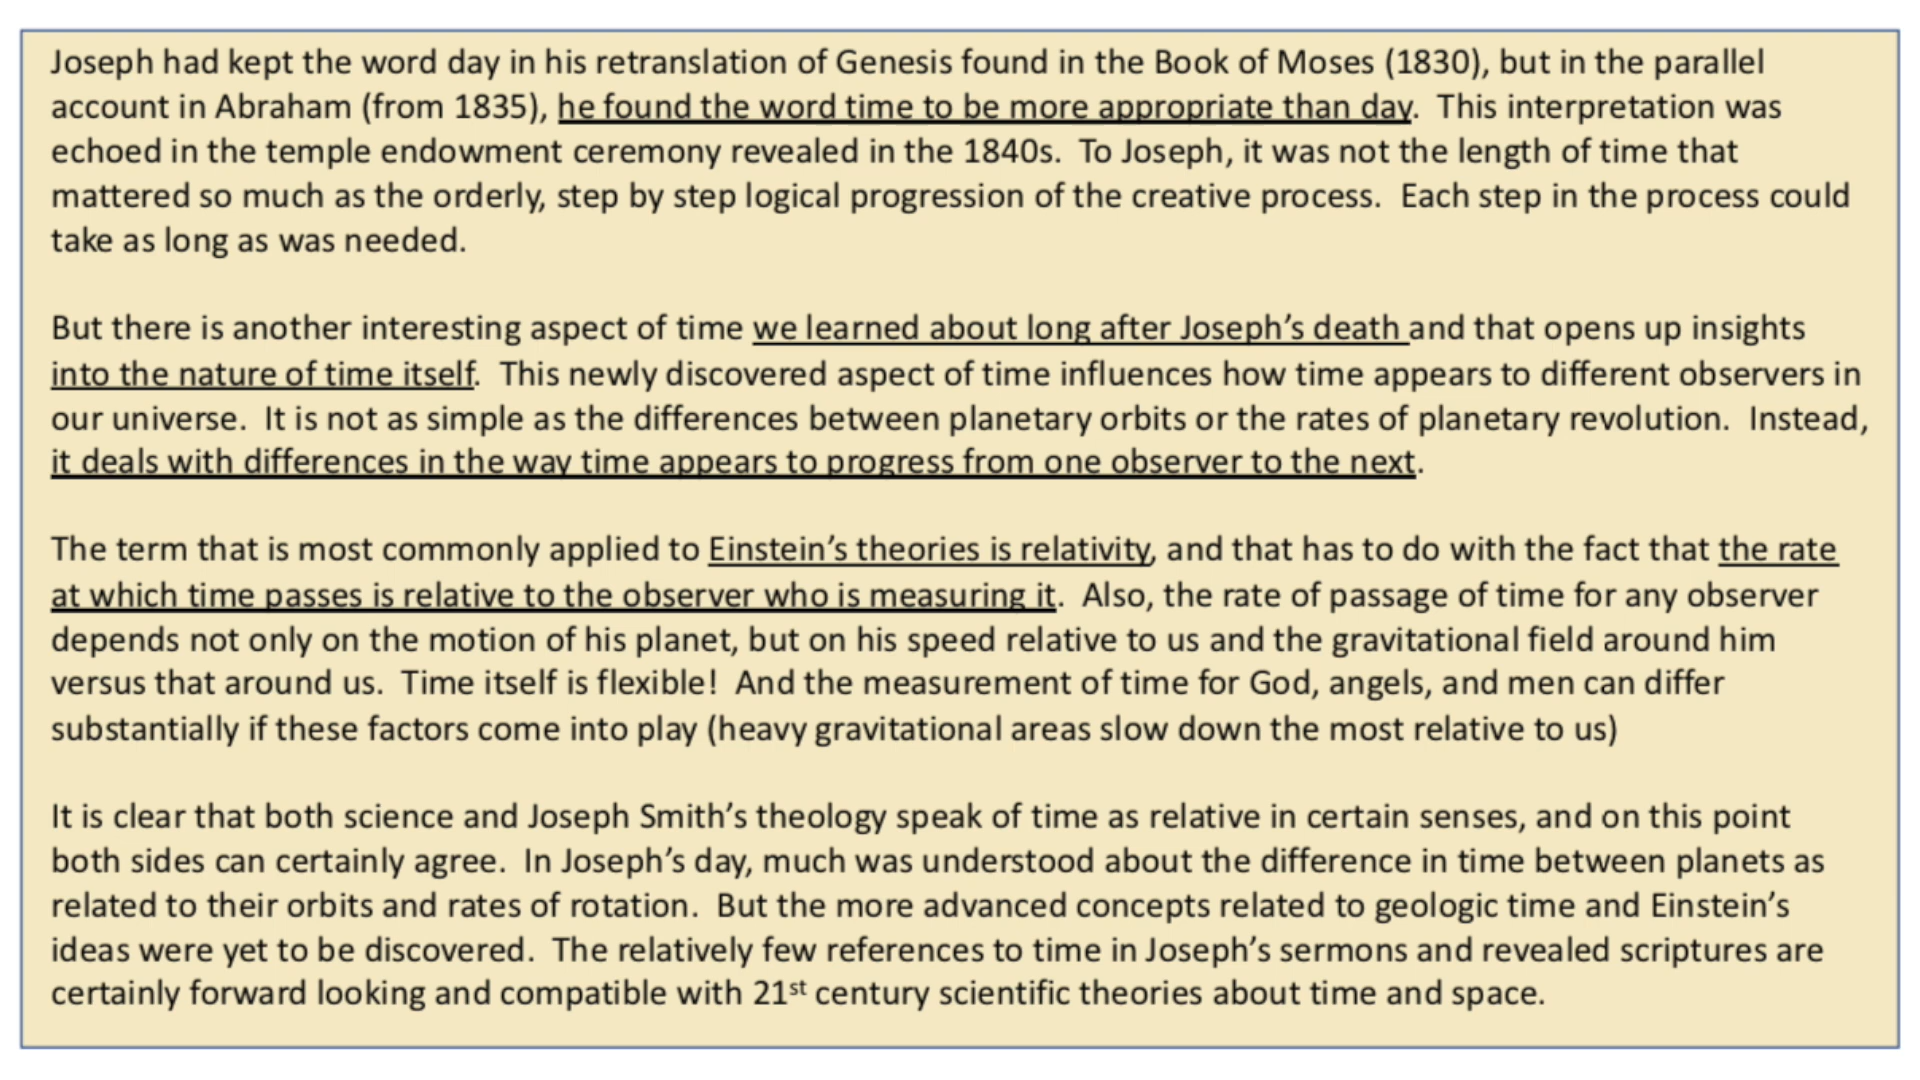 Joseph had kept the word day in his retranslation of Genesis found in the Book of Moses (1830), but in the parallel
account in Abraham (from 1835), he found the word time to be more appropriate than day.  This interpretation was
echoed in the temple endowment ceremony revealed in the 1840s.  To Joseph, it was not the length of time that
mattered so much as the orderly, step by step logical progression of the creative process.  Each step in the process could
take as long as was needed.
But there is another interesting aspect of time we learned about long after Joseph’s death and that opens up insights
into the nature of time itself.  This newly discovered aspect of time influences how time appears to different observers in
our universe.  It is not as simple as the differences between planetary orbits or the rates of planetary revolution.  Instead,
it deals with differences in the way time appears to progress from one observer to the next.
The term that is most commonly applied to Einstein’s theories is relativity, and that has to do with the fact that the rate
at which time passes is relative to the observer who is measuring it.  Also, the rate of passage of time for any observer
depends not only on the motion of his planet, but on his speed relative to us and the gravitational field around him
versus that around us.  Time itself is flexible!  And the measurement of time for God, angels, and men can differ
substantially if these factors come into play (heavy gravitational areas slow down the most relative to us)
It is clear that both science and Joseph Smith’s theology speak of time as relative in certain senses, and on this point
both sides can certainly agree.  In Joseph’s day, much was understood about the difference in time between planets as
related to their orbits and rates of rotation.  But the more advanced concepts related to geologic time and Einstein’s
ideas were yet to be discovered.  The relatively few references to time in Joseph’s sermons and revealed scriptures are
certainly forward looking and compatible with 21st century scientific theories about time and space.